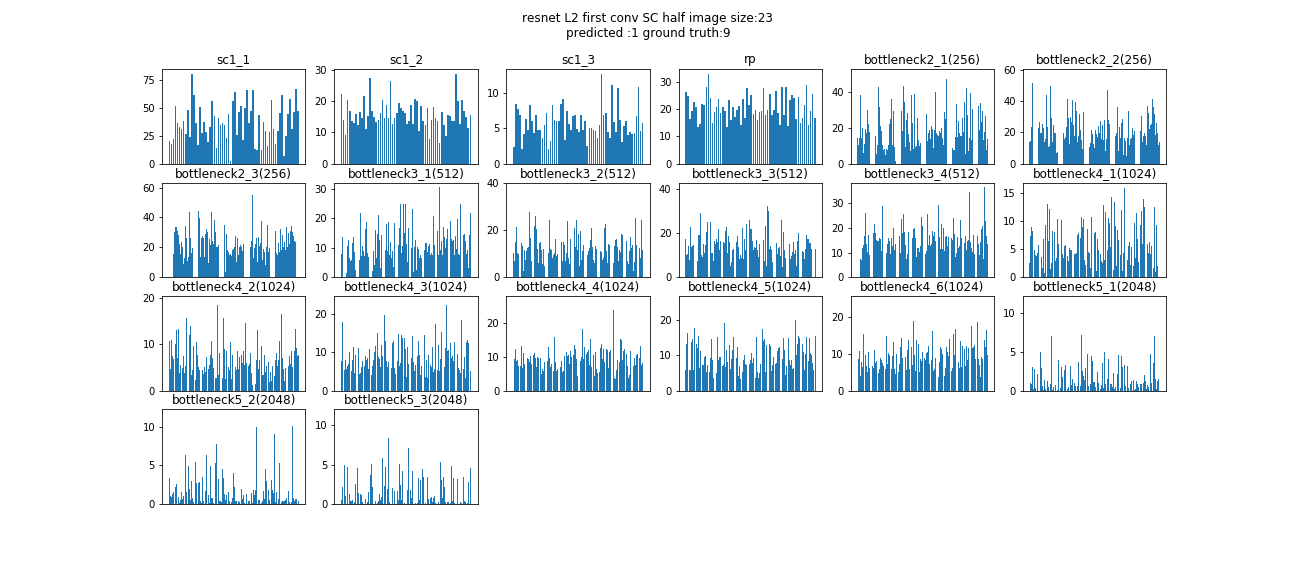 resnet L2 first conv SC half image size:23
predicted :1 ground truth:9
sc1_1 sc1_2 sc1_3 rp bottleneck2_1(256) bottleneck2_2(256)
75 50 25 0
30 20 10 0
10 5 0
30 20 10 0
40 20 0
60 40 20 0
bottleneck2_3(256) bottleneck3_1(512) bottleneck3_2(512) bottleneck3_3(512) bottleneck3_4(512) bottleneck4_1(1024)
60 40 20 0
30 20 10 0
40 20 0
40 20 0
30 20 10 0
15 10 5 0
bottleneck4_2(1024) bottleneck4_3(1024) bottleneck4_4(1024) bottleneck4_5(1024) bottleneck4_6(1024) bottleneck5_1(2048)
20 10 0
20 10 0
20 10 0
20 10 0
20 10 0
10 5 0
bottleneck5_2(2048) bottleneck5_3(2048)
10 5 0
10 5 0